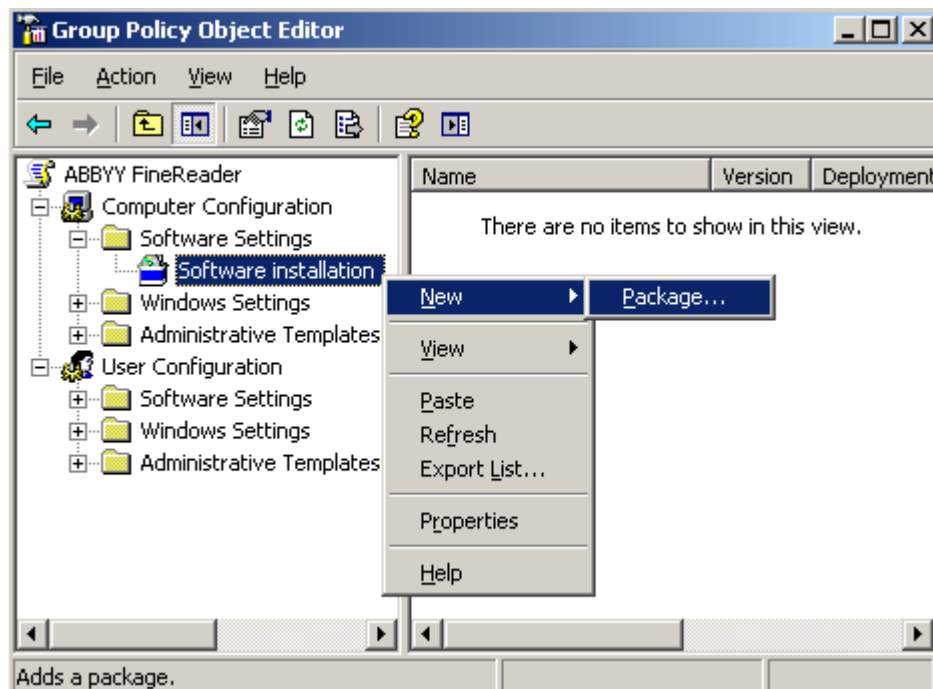 Group Policy Object Editor
File Action View Help
ABBYY FineReader
Computer Configuration
Software Settings
Software installation
Windows Settings
Administrative Templates
User Configuration
Software Settings
Windows Settings
Administrative Templates
Name Version Deployment
There are no items to show in this view.
New
Package...
View
Paste
Refresh
Export List...
Properties
Help
Adds a package.